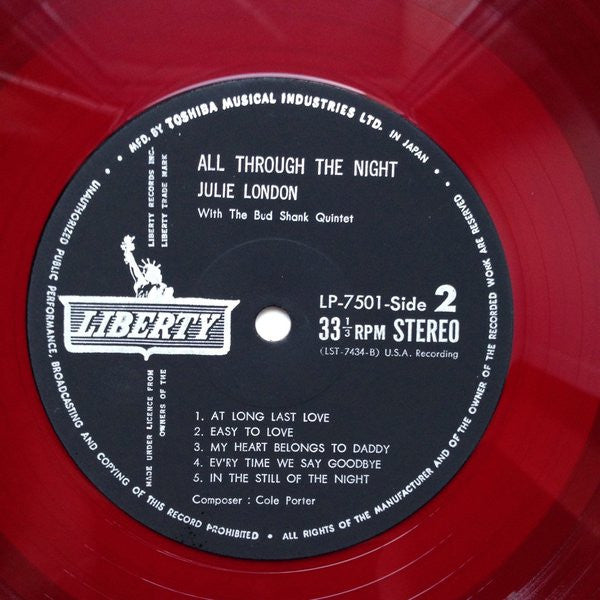 MFD. BY TOSHIBA MUSICAL INDUSTRIES LTD. IN JAPAN
ALL THROUGH THE NIGHT
JULIE LONDON
With The Bud Shank Quintet
LIBERTY RECORDS INC.
LIBERTY TRADE MARK
LIBERTY
MADE UNDER LICENCE FROM
OWNERS OF THE
LP-7501-Side 2
33 1/3 RPM STEREO
(LST-7434-B) U.S.A. Recording
1. AT LONG LAST LOVE
2. EASY TO LOVE
3. MY HEART BELONGS TO DADDY
4. EV'RY TIME WE SAY GOODBYE
5. IN THE STILL OF THE NIGHT
Composer : Cole Porter
UNAUTHORIZED PUBLIC PERFORMANCE, BROADCASTING AND COPYING OF THIS RECORD PROHIBITED • ALL RIGHTS OF THE MANUFACTURER AND OF THE OWNER OF THE RECORDED WORK ARE RESERVED